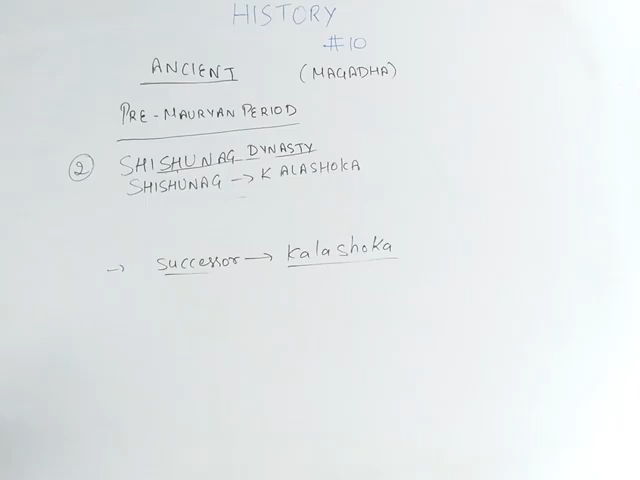 HISTORY
#10
ANCIENT (MAGADHA)
PRE-MAURYAN PERIOD
2 SHISHUNAG DYNASTY
SHISHUNAG → KALASHOKA
→ successor → Kalashoka